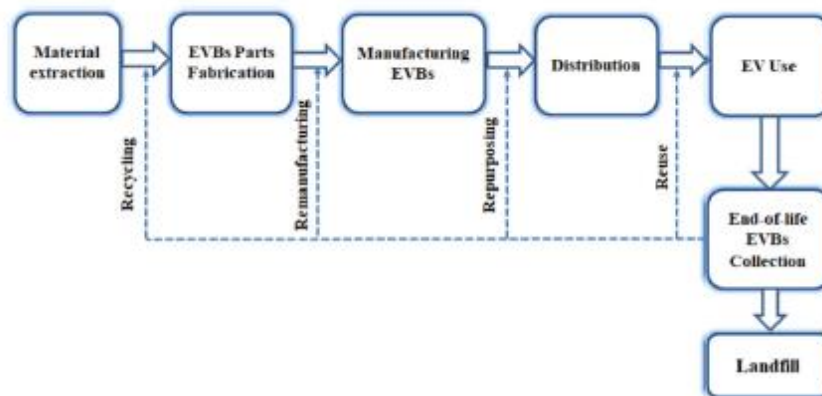 Material
extraction
EVBs Parts
Fabrication
Manufacturing
EVBs
Distribution
EV Use
Recycling
Remanufacturing
Repurposing
Reuse
End-of-life
EVBs
Collection
Landfill